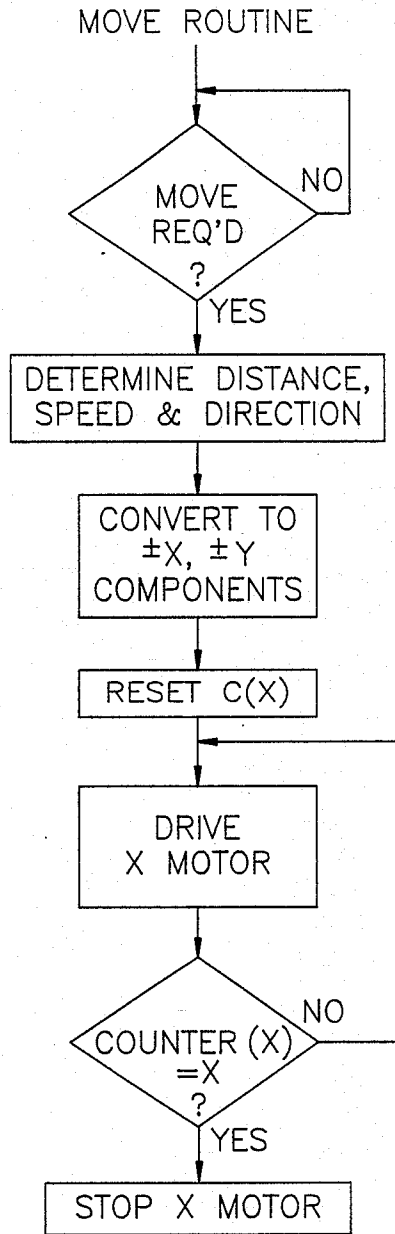 MOVE ROUTINE
MOVE
REQ'D
?
NO
YES
DETERMINE DISTANCE,
SPEED & DIRECTION
CONVERT TO
±X, ±Y
COMPONENTS
RESET C(X)
DRIVE
X MOTOR
COUNTER (X)
=X
?
NO
YES
STOP X MOTOR